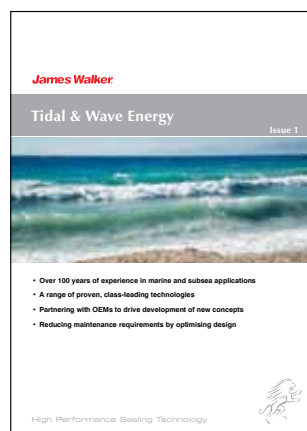 James Walker
Tidal & Wave Energy
Issue 1
• Over 100 years of experience in marine and subsea applications
• A range of proven, class-leading technologies
• Partnering with OEMs to drive development of new concepts
• Reducing maintenance requirements by optimising design
High Performance Sealing Technology